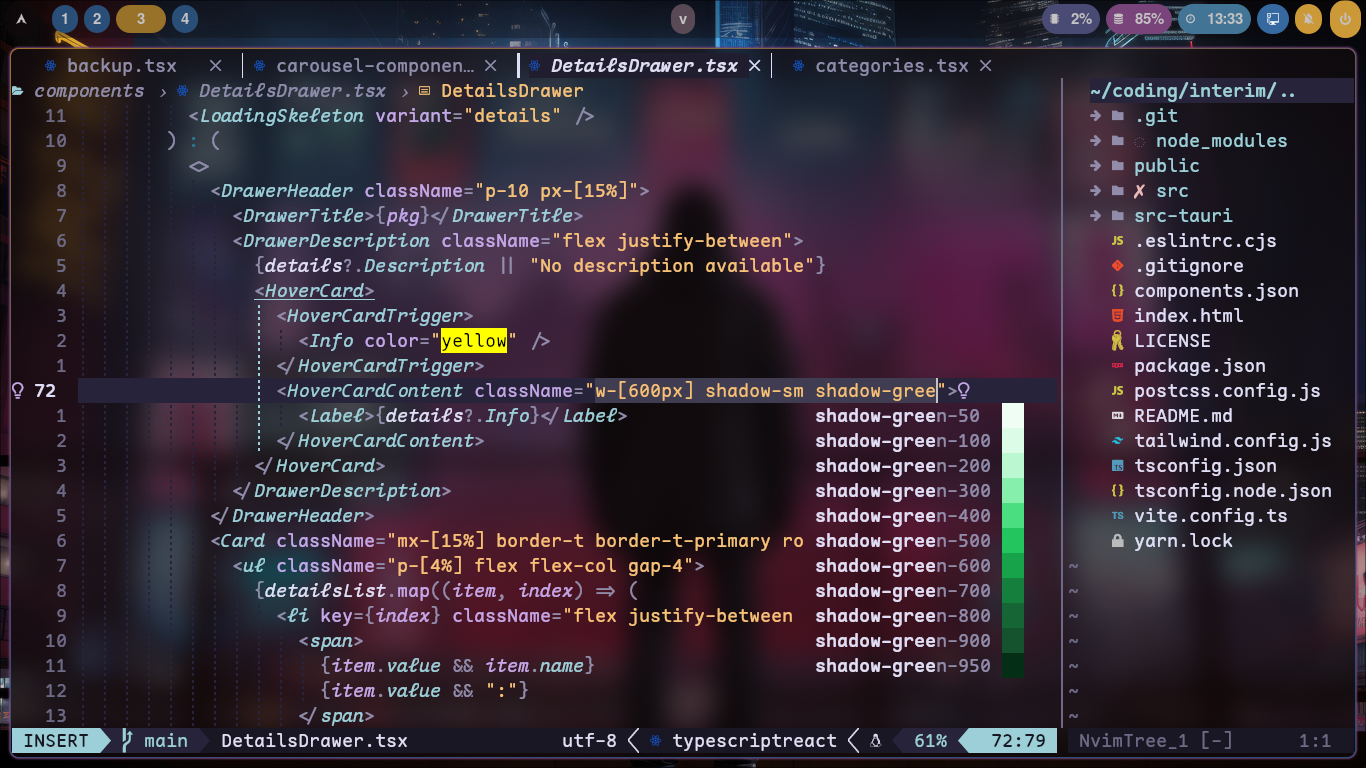 1 2 3 4 v 2% 85% 13:33
backup.tsx carousel-componen… DetailsDrawer.tsx categories.tsx
components › DetailsDrawer.tsx › DetailsDrawer
11 <LoadingSkeleton variant="details" />
10 ) : (
9 <>
8 <DrawerHeader className="p-10 px-[15%]">
7 <DrawerTitle>{pkg}</DrawerTitle>
6 <DrawerDescription className="flex justify-between">
5 {details?.Description || "No description available"}
4 <HoverCard>
3 <HoverCardTrigger>
2 <Info color="yellow" />
1 </HoverCardTrigger>
72 <HoverCardContent className="w-[600px] shadow-sm shadow-gree">
1 <Label>{details?.Info}</Label>
2 </HoverCardContent>
3 </HoverCard>
4 </DrawerDescription>
5 </DrawerHeader>
6 <Card className="mx-[15%] border-t border-t-primary ro
7 <ul className="p-[4%] flex flex-col gap-4">
8 {detailsList.map((item, index) => (
9 <li key={index} className="flex justify-between
10 <span>
11 {item.value && item.name}
12 {item.value && ":"}
13 </span>
shadow-green-50
shadow-green-100
shadow-green-200
shadow-green-300
shadow-green-400
shadow-green-500
shadow-green-600
shadow-green-700
shadow-green-800
shadow-green-900
shadow-green-950
~/coding/interim/..
.git
node_modules
public
✗ src
src-tauri
JS .eslintrc.cjs
.gitignore
{} components.json
index.html
LICENSE
package.json
JS postcss.config.js
README.md
tailwind.config.js
TS tsconfig.json
{} tsconfig.node.json
TS vite.config.ts
yarn.lock
~
~
~
~
~
~
~
INSERT main DetailsDrawer.tsx utf-8 typescriptreact 61% 72:79 NvimTree_1 [-] 1:1